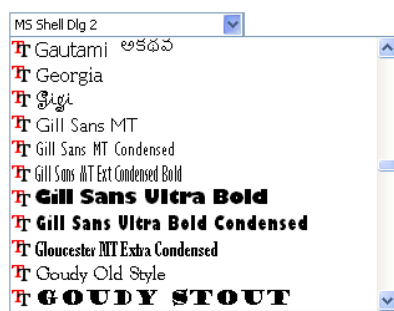 MS Shell Dlg 2
Gautami అకథవ
Georgia
Gigi
Gill Sans MT
Gill Sans MT Condensed
Gill Sans MT Ext Condensed Bold
Gill Sans Ultra Bold
Gill Sans Ultra Bold Condensed
Gloucester MT Extra Condensed
Goudy Old Style
GOUDY STOUT